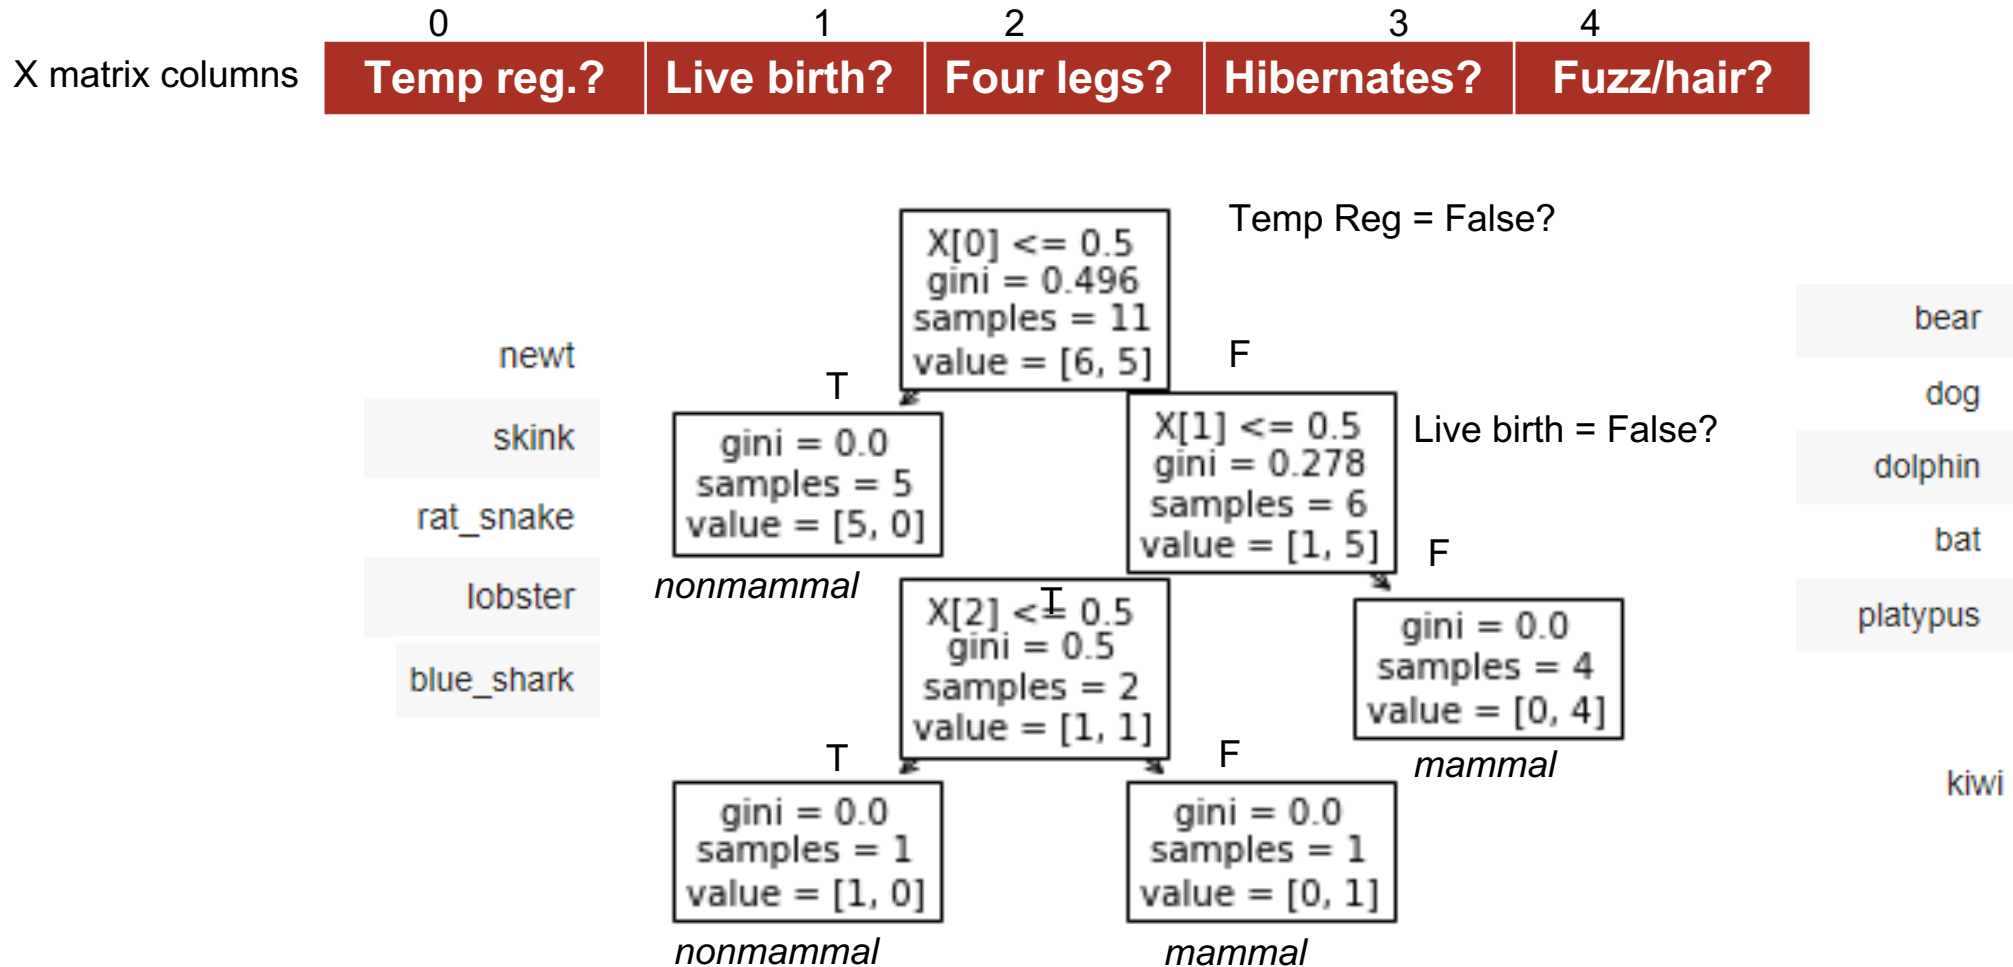 0 1 2 3 4
X matrix columns Temp reg.? Live birth? Four legs? Hibernates? Fuzz/hair?
Temp Reg = False?
X[0] <= 0.5
gini = 0.496
samples = 11
value = [6, 5]
T
F
newt
skink
rat_snake
lobster
blue_shark
gini = 0.0
samples = 5
value = [5, 0]
nonmammal
X[1] <= 0.5
gini = 0.278
samples = 6
value = [1, 5]
Live birth = False?
T
F
X[2] <= 0.5
gini = 0.5
samples = 2
value = [1, 1]
gini = 0.0
samples = 4
value = [0, 4]
mammal
T
F
gini = 0.0
samples = 1
value = [1, 0]
nonmammal
gini = 0.0
samples = 1
value = [0, 1]
mammal
bear
dog
dolphin
bat
platypus
kiwi